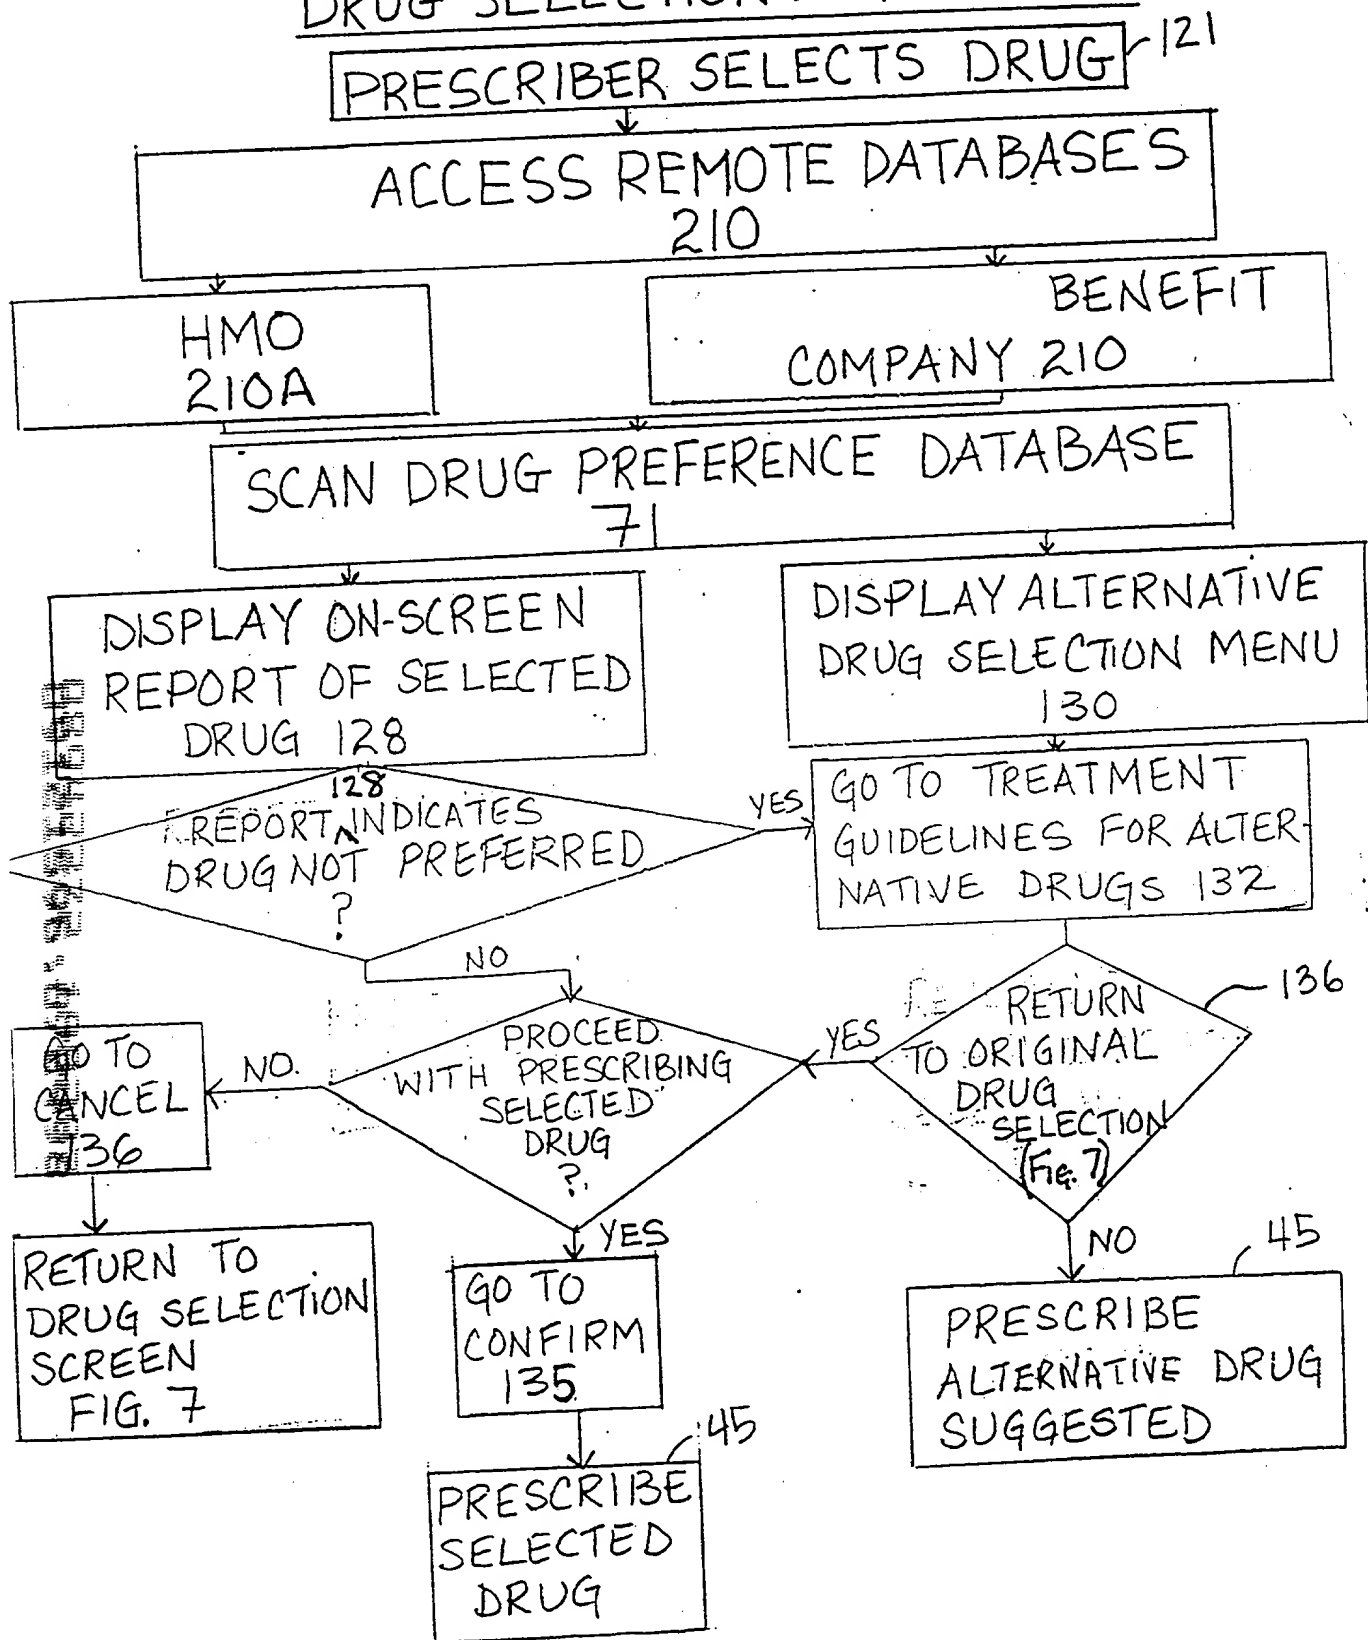 DRUG SELECTION
PRESCRIBER SELECTS DRUG
121
ACCESS REMOTE DATABASES
210
HMO
210A
BENEFIT
COMPANY 210
SCAN DRUG PREFERENCE DATABASE
71
DISPLAY ON-SCREEN
REPORT OF SELECTED
DRUG 128
DISPLAY ALTERNATIVE
DRUG SELECTION MENU
130
128
REPORT ^ INDICATES
DRUG NOT PREFERRED
?
YES
GO TO TREATMENT
GUIDELINES FOR ALTER-
NATIVE DRUGS 132
NO
136
RETURN
TO ORIGINAL
DRUG
SELECTION
(FIG. 7)
YES
PROCEED
WITH PRESCRIBING
SELECTED
DRUG
?
NO.
GO TO
CANCEL
136
RETURN TO
DRUG SELECTION
SCREEN
FIG. 7
YES
GO TO
CONFIRM
135
45
PRESCRIBE
SELECTED
DRUG
NO
45
PRESCRIBE
ALTERNATIVE DRUG
SUGGESTED